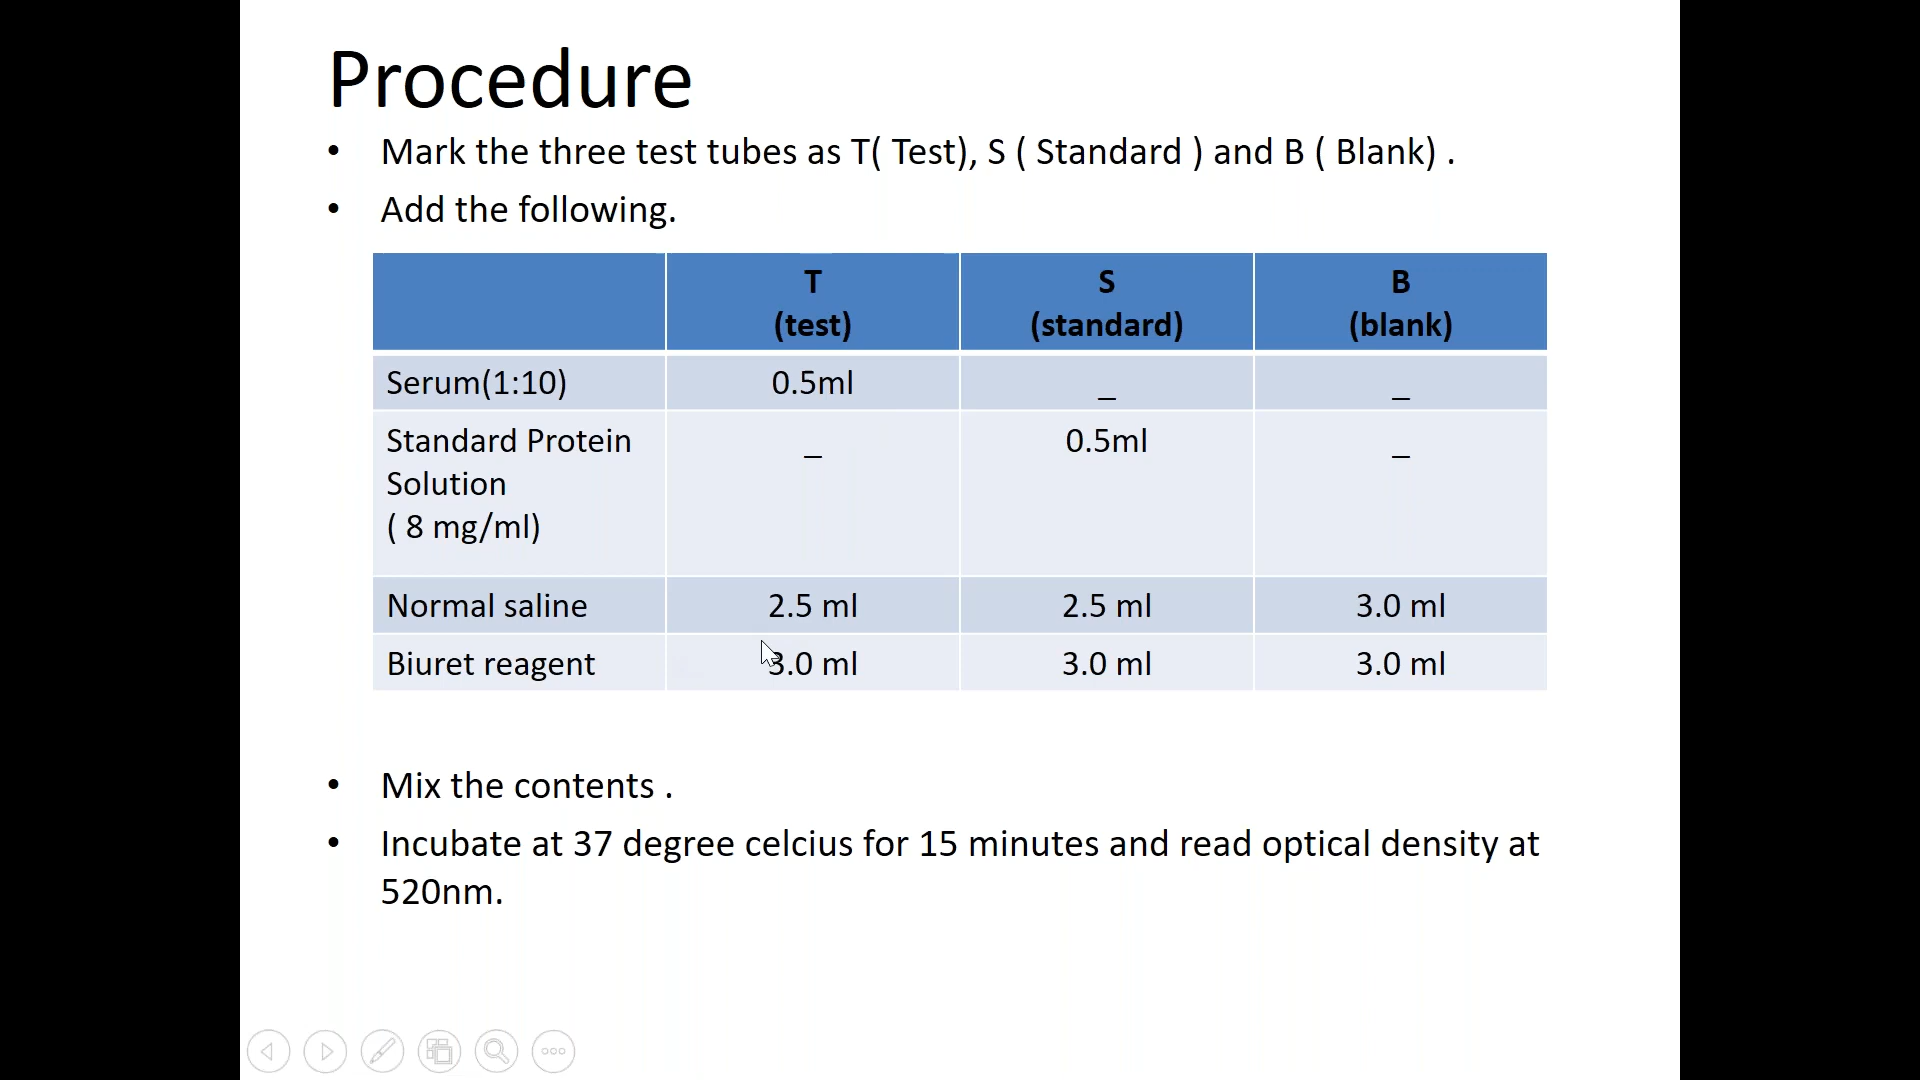 Procedure
• Mark the three test tubes as T( Test), S ( Standard ) and B ( Blank) .
• Add the following.
T S B
(test) (standard) (blank)
Serum(1:10) 0.5ml _ _
Standard Protein _ 0.5ml _
Solution
( 8 mg/ml)
Normal saline 2.5 ml 2.5 ml 3.0 ml
Biuret reagent 3.0 ml 3.0 ml 3.0 ml
• Mix the contents .
• Incubate at 37 degree celcius for 15 minutes and read optical density at
520nm.